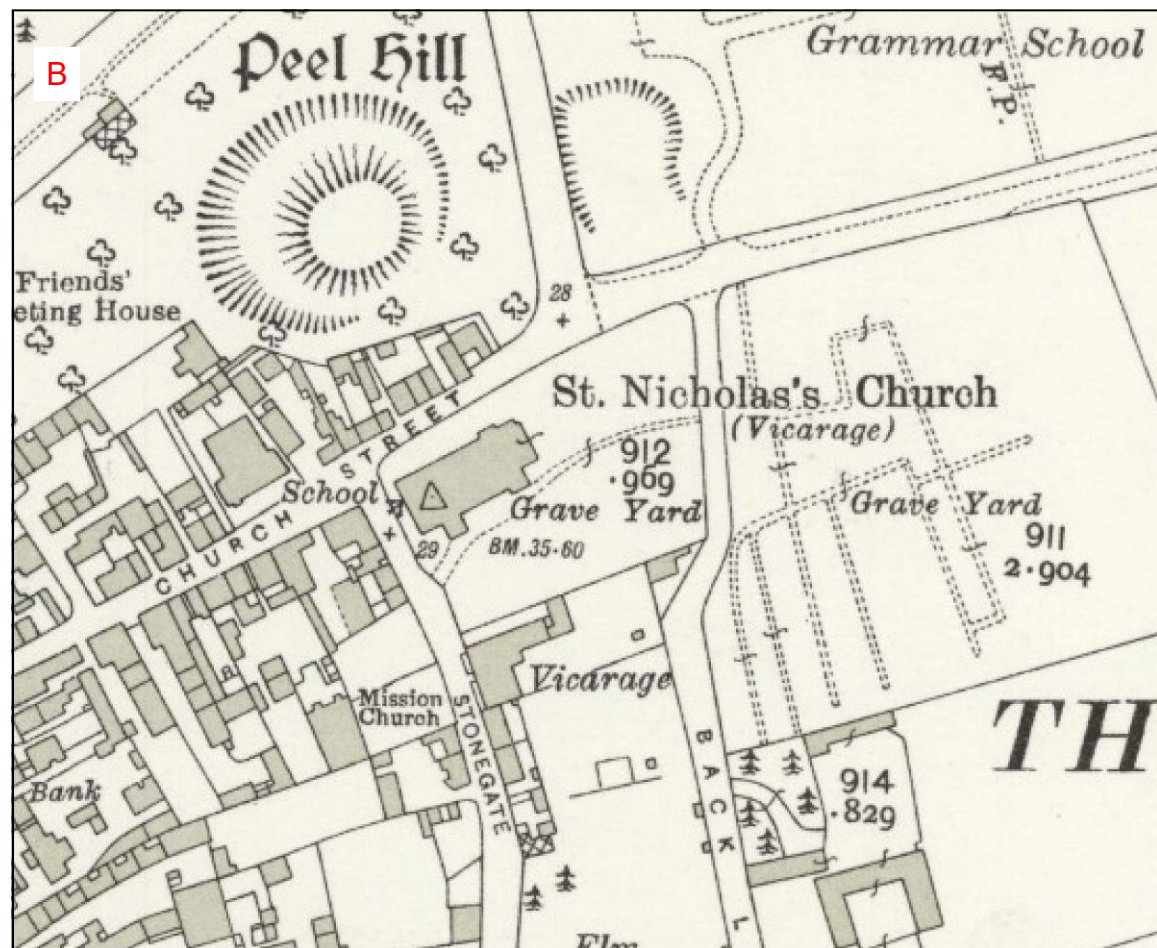 B
Peel Hill
Grammar School
F.P.
Friends'
eting House
28
St. Nicholas's Church
(Vicarage)
912
.969
School
Grave Yard
Grave Yard
911
2.904
CHURCH STREET
29
BM. 35.60
Vicarage
Mission
Church
STONEGATE
TH
BACK L
Bank
914
.829
Elm